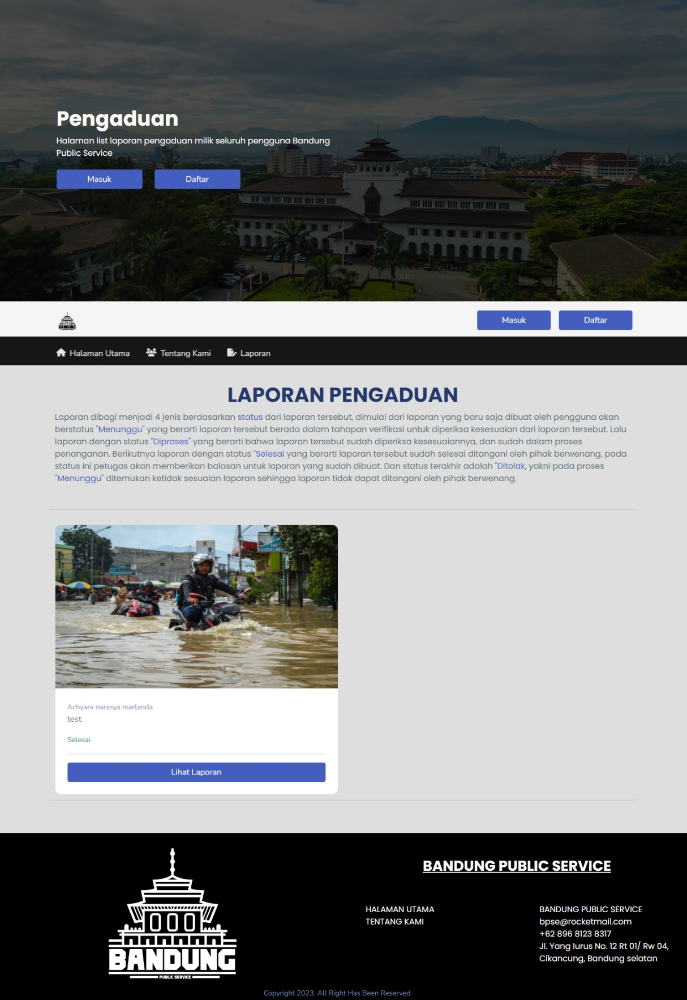 Pengaduan
Halaman list laporan pengaduan milik seluruh pengguna Bandung
Public Service
Masuk
Daftar
BANDUNG
Masuk
Daftar
Halaman Utama
Tentang Kami
Laporan
LAPORAN PENGADUAN
Laporan dibagi menjadi 4 jenis berdasarkan status dari laporan tersebut, dimulai dari laporan yang baru saja dibuat oleh pengguna akan
berstatus "Menunggu" yang berarti laporan tersebut berada dalam tahapan verifikasi untuk diperiksa kesesuaian dari laporan tersebut. Lalu
laporan dengan status "Diproses" yang berarti bahwa laporan tersebut sudah diperiksa kesesuaiannya, dan sudah dalam proses
penanganan. Berikutnya laporan dengan status "Selesai yang berarti laporan tersebut sudah selesai ditangani oleh pihak berwenang, pada
status ini petugas akan memberikan balasan untuk laporan yang sudah dibuat. Dan status terakhir adalah "Ditolak, yakni pada proses
"Menunggu" ditemukan ketidak sesuaian laporan sehingga laporan tidak dapat ditangani oleh pihak berwenang.
Achyara narasya marlanda
test
Selesai
Lihat Laporan
BANDUNG
PUBLIC SERVICE
BANDUNG PUBLIC SERVICE
HALAMAN UTAMA
TENTANG KAMI
BANDUNG PUBLIC SERVICE
bpse@rocketmail.com
+62 896 8123 8317
Jl. Yang lurus No. 12 Rt 01/ Rw 04,
Cikancung, Bandung selatan
Copyright 2023. All Right Has Been Reserved